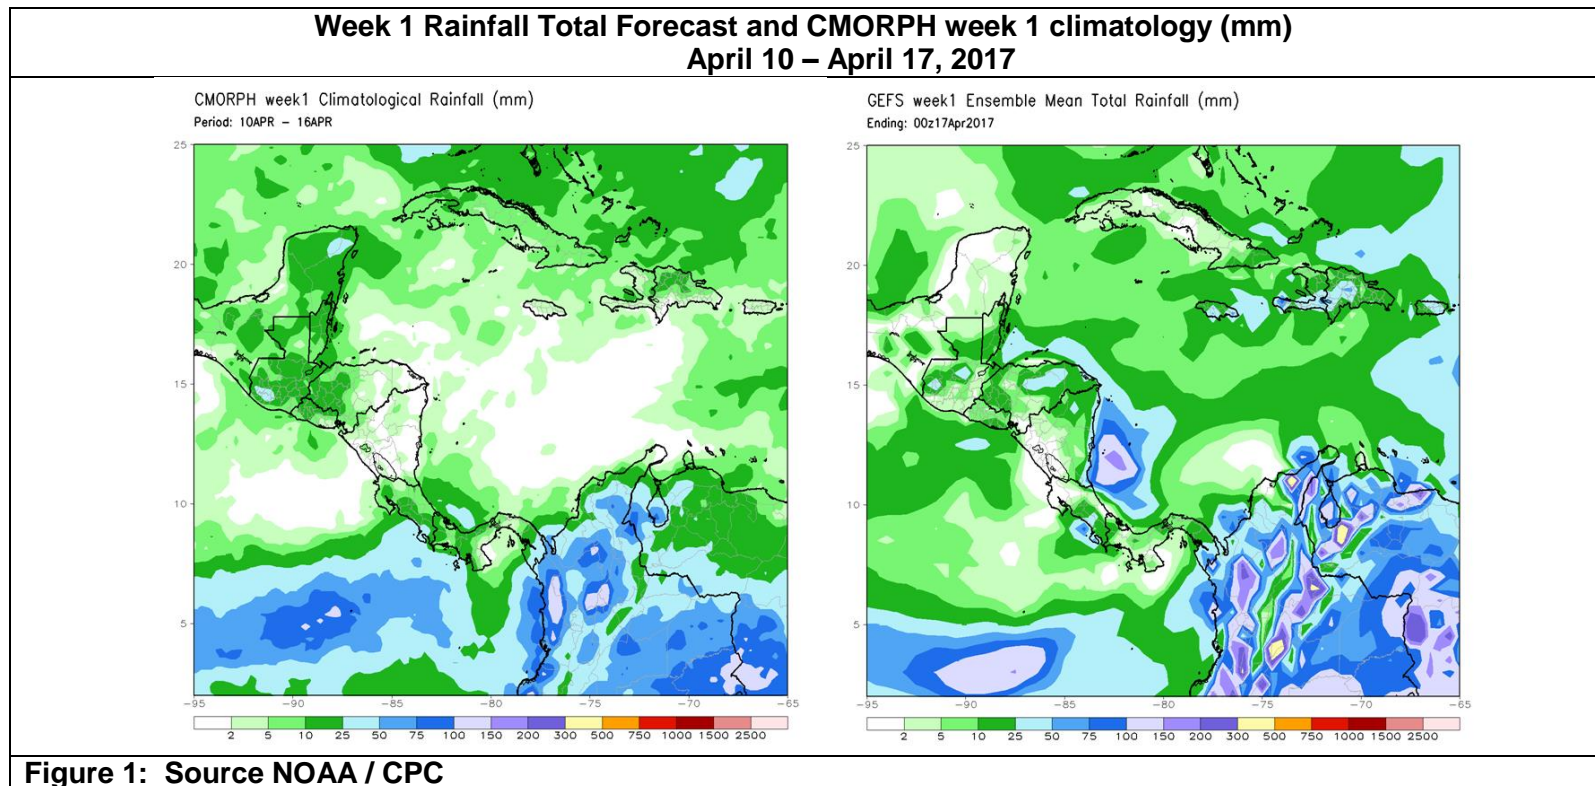 Week 1 Rainfall Total Forecast and CMORPH week 1 climatology (mm)
April 10 – April 17, 2017
CMORPH week1 Climatological Rainfall (mm)
Period: 10APR – 16APR
25
20
15
10
5
−95
−90
−85
−80
−75
−70
−65
2 5 10 25 50 75 100 150 200 300 500 750 1000 1500 2500
GEFS week1 Ensemble Mean Total Rainfall (mm)
Ending: 00z17Apr2017
25
20
15
10
5
−95
−90
−85
−80
−75
−70
−65
2 5 10 25 50 75 100 150 200 300 500 750 1000 1500 2500
Figure 1: Source NOAA / CPC